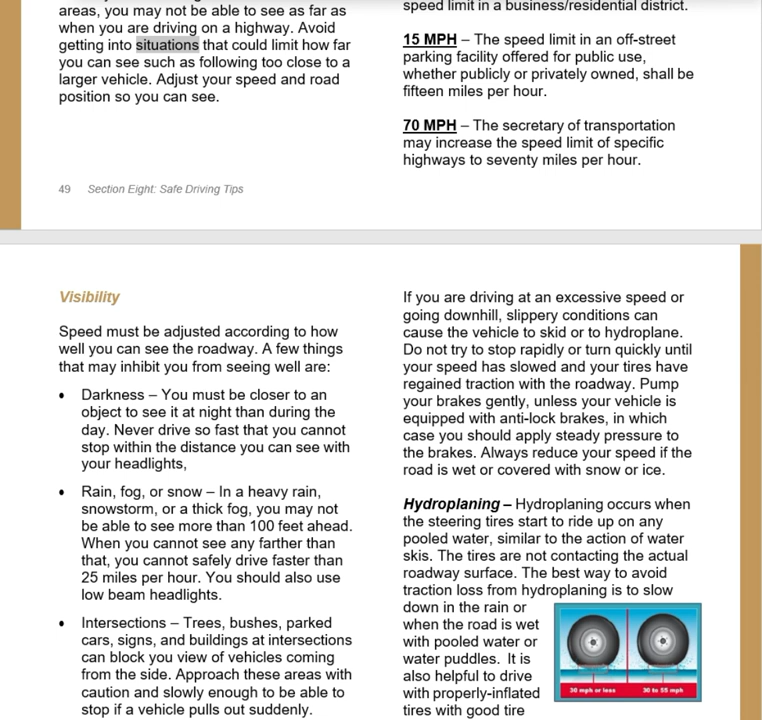 areas, you may not be able to see as far as
when you are driving on a highway. Avoid
getting into situations that could limit how far
you can see such as following too close to a
larger vehicle. Adjust your speed and road
position so you can see.
speed limit in a business/residential district.
15 MPH – The speed limit in an off-street
parking facility offered for public use,
whether publicly or privately owned, shall be
fifteen miles per hour.
70 MPH – The secretary of transportation
may increase the speed limit of specific
highways to seventy miles per hour.
49 Section Eight: Safe Driving Tips
Visibility
Speed must be adjusted according to how
well you can see the roadway. A few things
that may inhibit you from seeing well are:
• Darkness – You must be closer to an
object to see it at night than during the
day. Never drive so fast that you cannot
stop within the distance you can see with
your headlights,
• Rain, fog, or snow – In a heavy rain,
snowstorm, or a thick fog, you may not
be able to see more than 100 feet ahead.
When you cannot see any farther than
that, you cannot safely drive faster than
25 miles per hour. You should also use
low beam headlights.
• Intersections – Trees, bushes, parked
cars, signs, and buildings at intersections
can block you view of vehicles coming
from the side. Approach these areas with
caution and slowly enough to be able to
stop if a vehicle pulls out suddenly.
If you are driving at an excessive speed or
going downhill, slippery conditions can
cause the vehicle to skid or to hydroplane.
Do not try to stop rapidly or turn quickly until
your speed has slowed and your tires have
regained traction with the roadway. Pump
your brakes gently, unless your vehicle is
equipped with anti-lock brakes, in which
case you should apply steady pressure to
the brakes. Always reduce your speed if the
road is wet or covered with snow or ice.
Hydroplaning – Hydroplaning occurs when
the steering tires start to ride up on any
pooled water, similar to the action of water
skis. The tires are not contacting the actual
roadway surface. The best way to avoid
traction loss from hydroplaning is to slow
down in the rain or
when the road is wet
with pooled water or
water puddles. It is
also helpful to drive
with properly-inflated
tires with good tire
30 mph or less
30 to 55 mph